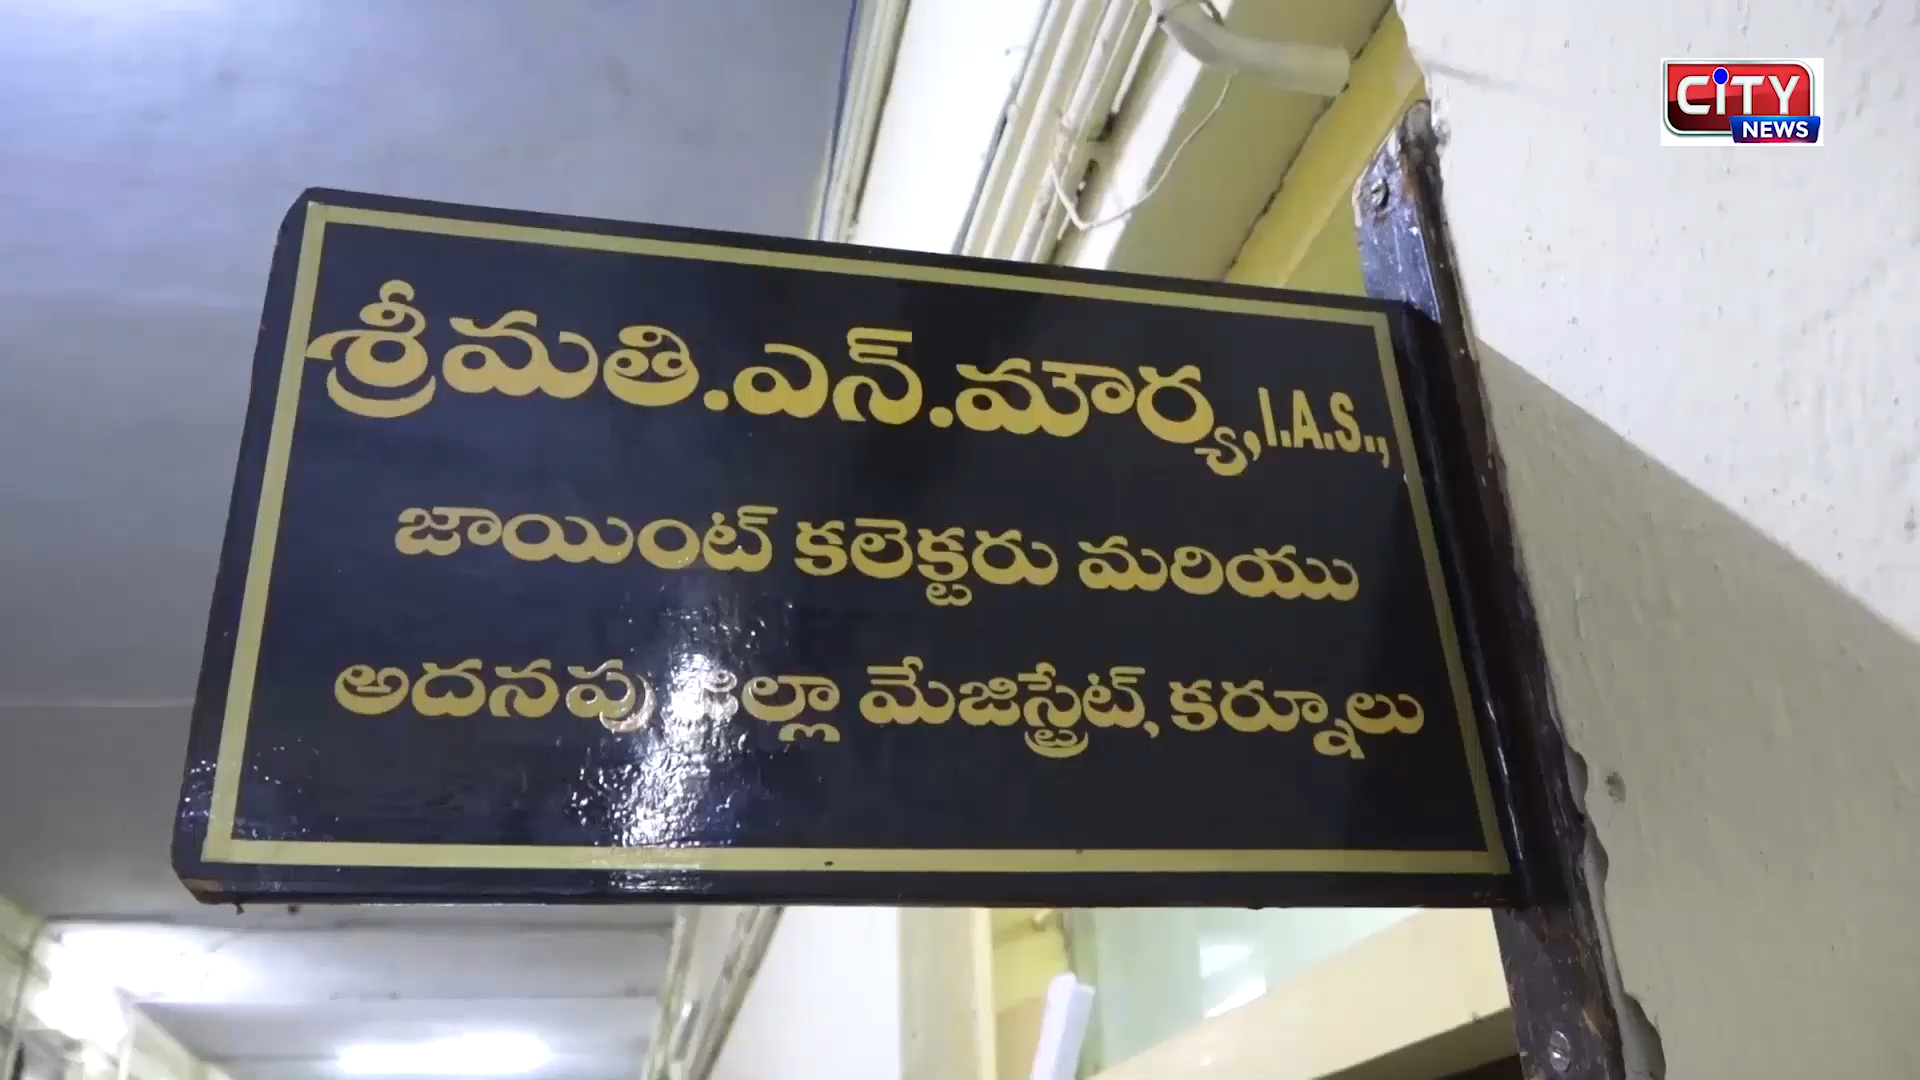 CiTY
NEWS
శ్రీమతి.ఎన్.మౌర్య,I.A.S.,
జాయింట్ కలెక్టరు మరియు
అదనపు జిల్లా మేజిస్ట్రేట్, కర్నూలు